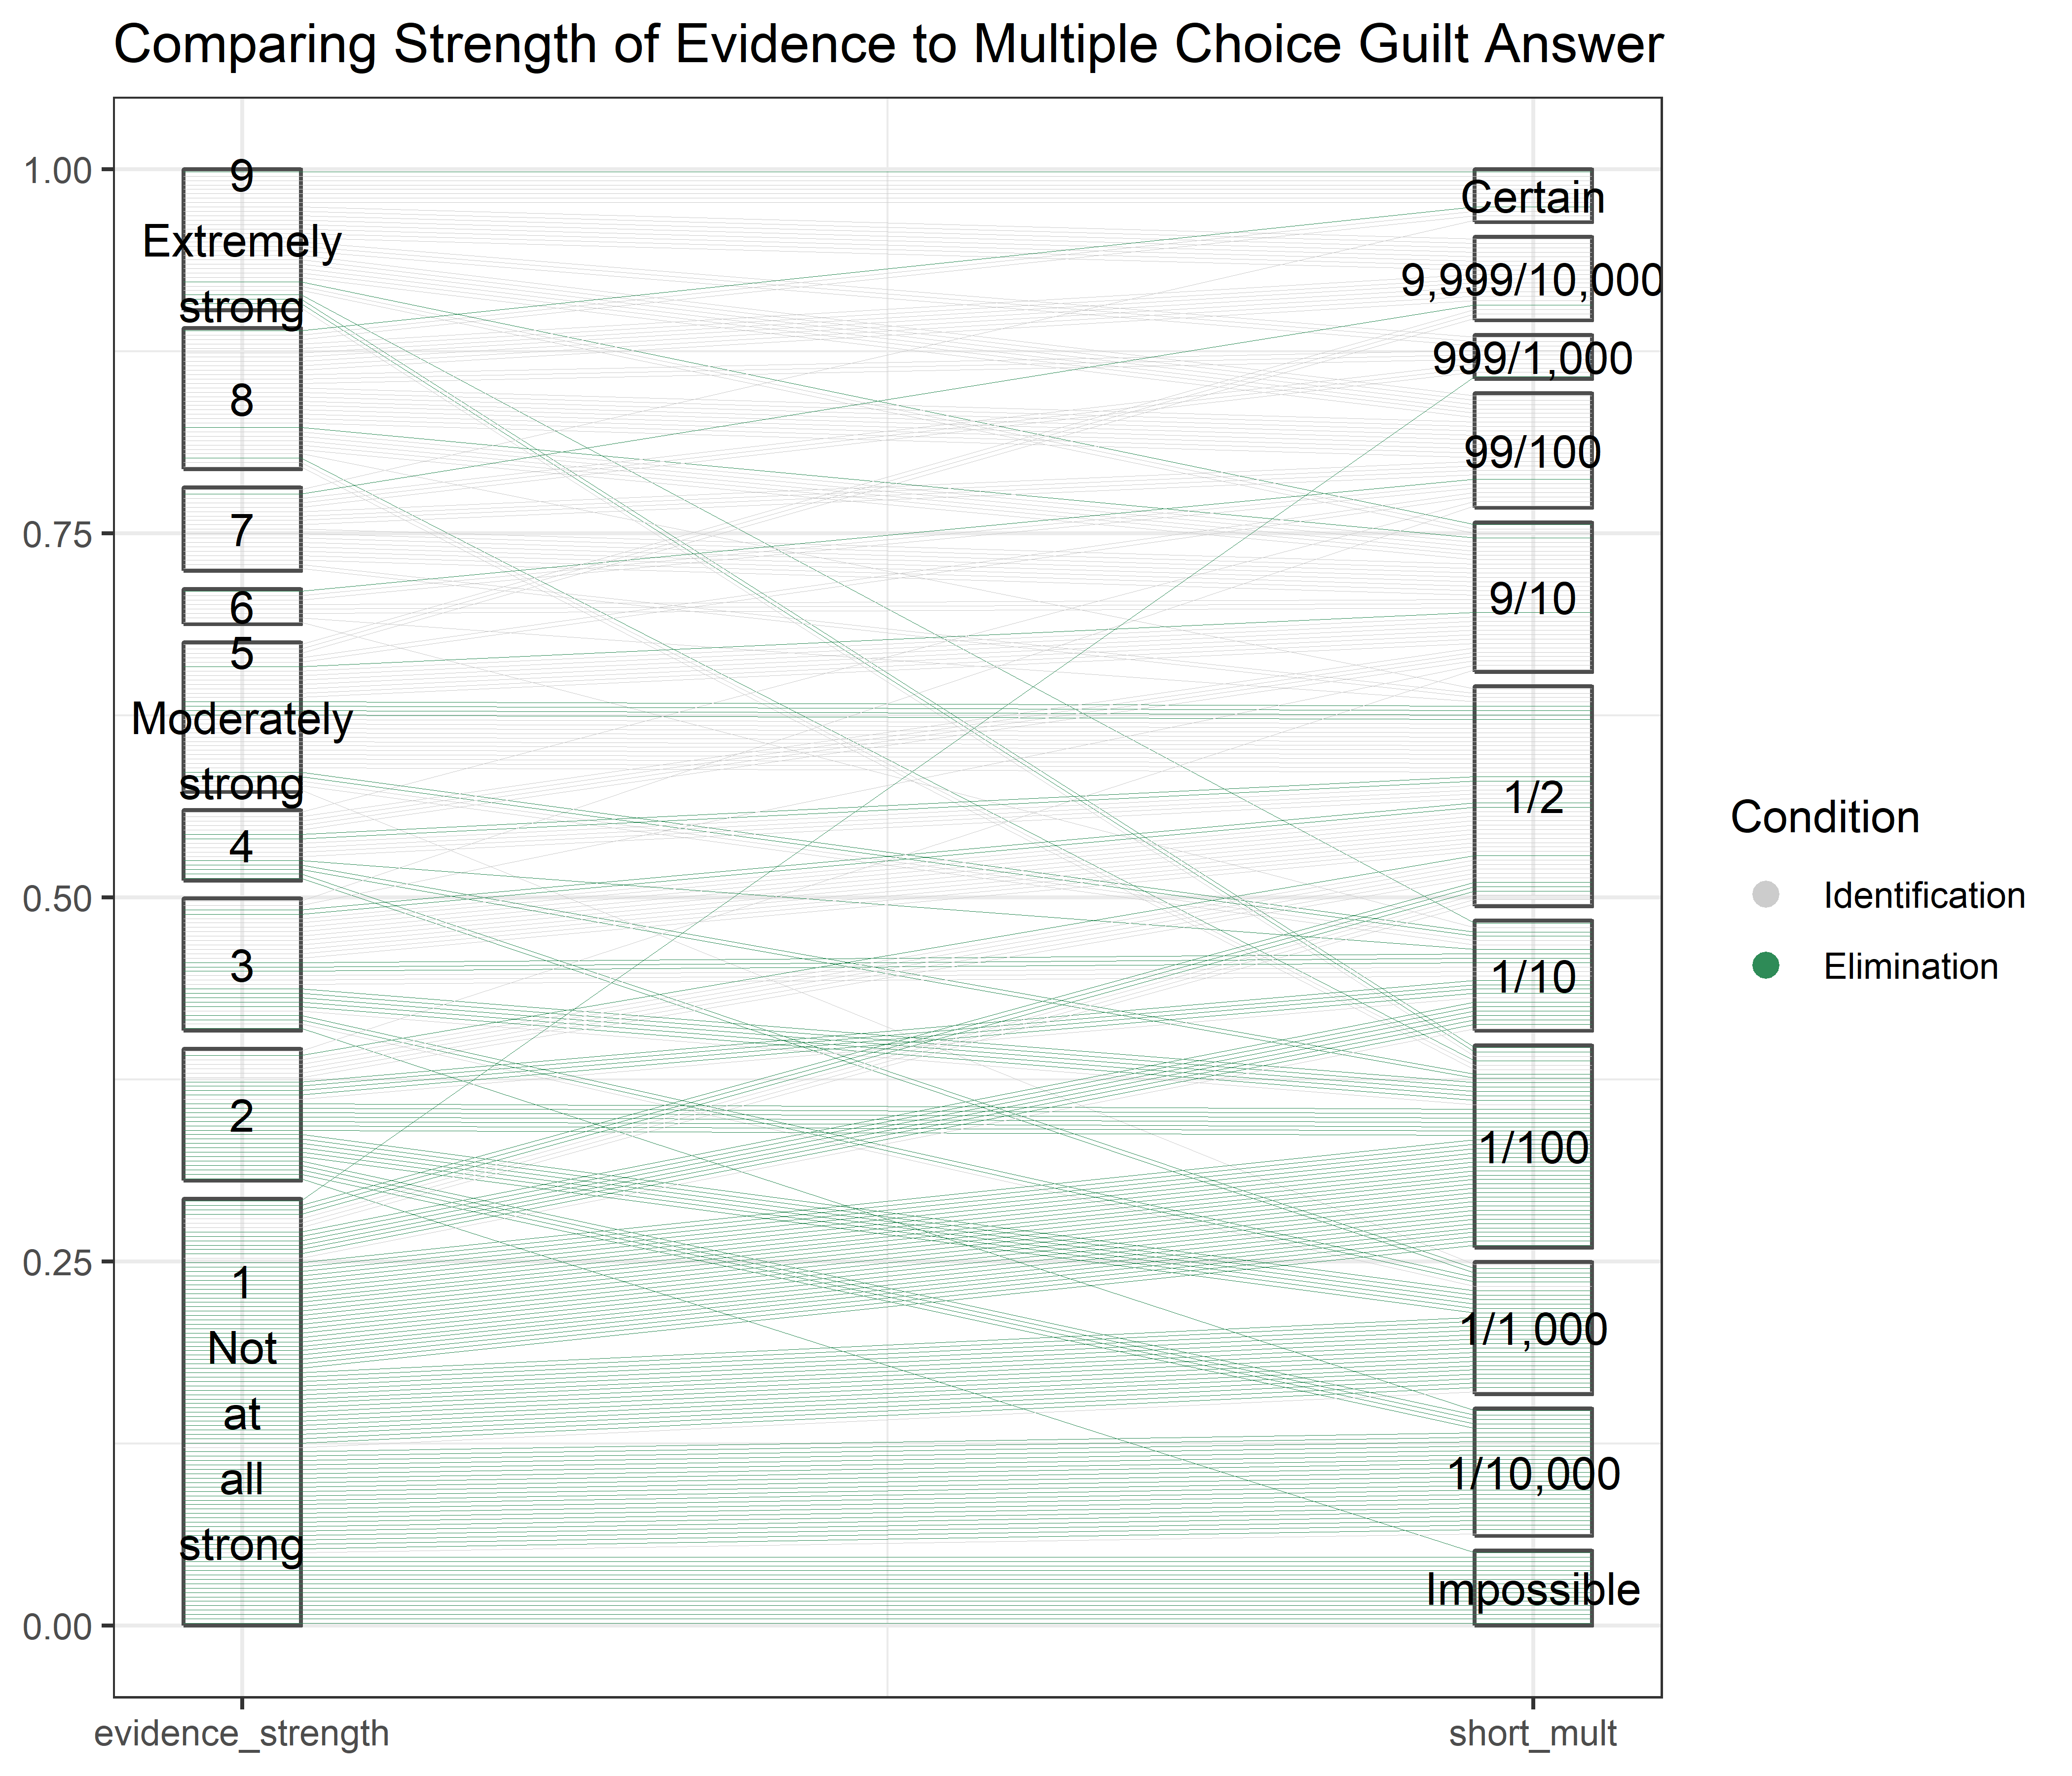 Comparing Strength of Evidence to Multiple Choice Guilt Answer
1.00
0.75
0.50
0.25
0.00
9
Extremely
strong
8
7
6
5
Moderately
strong
4
3
2
1
Not
at
all
strong
Certain
9,999/10,000
999/1,000
99/100
9/10
1/2
1/10
1/100
1/1,000
1/10,000
Impossible
evidence_strength
short_mult
Condition
Identification
Elimination